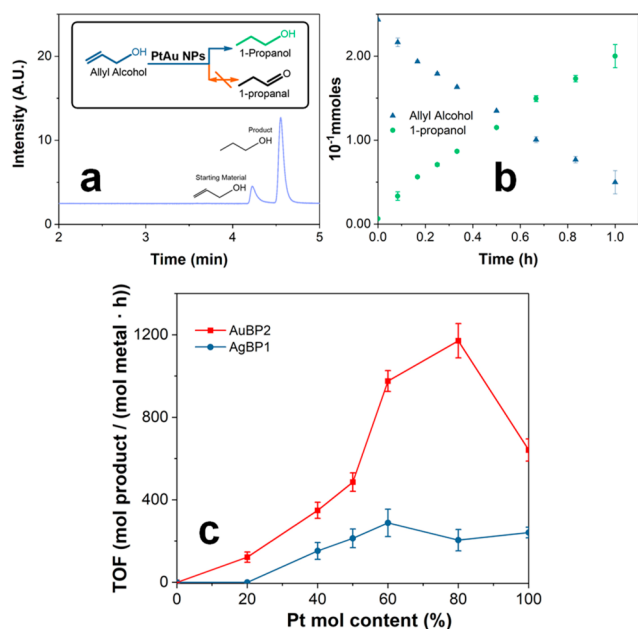 25
20
10
0
Intensity (A.U.)
OH
Allyl Alcohol
PtAu NPs
OH
1-Propanol
O
1-propanal
Product
OH
Starting Material
OH
a
2 3 4 5
Time (min)
2.00
1.00
0.00
10⁻¹mmoles
Allyl Alcohol
1-propanol
b
0.0 0.2 0.4 0.6 0.8 1.0
Time (h)
1200
800
400
0
TOF (mol product / (mol metal · h))
AuBP2
AgBP1
c
0 20 40 60 80 100
Pt mol content (%)